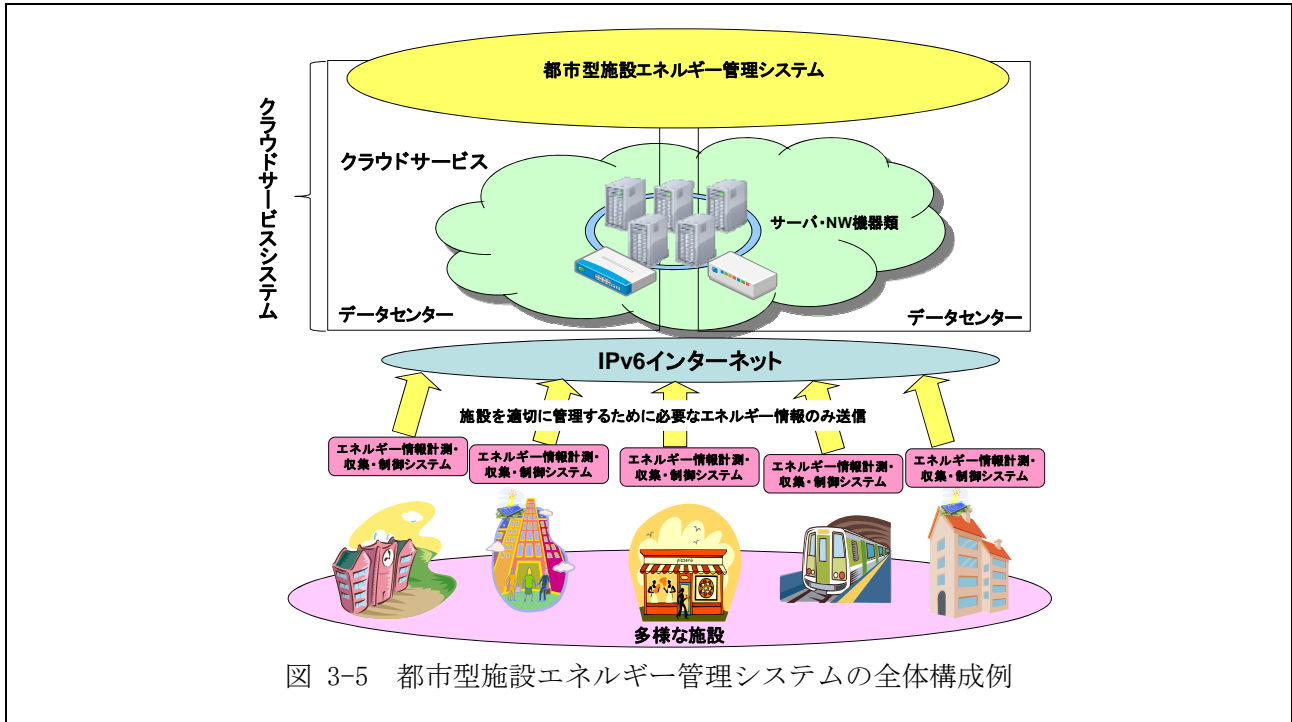 都市型施設エネルギー管理システム
クラウドサービスシステム
クラウドサービス
サーバ・NW機器類
データセンター
データセンター
IPv6インターネット
施設を適切に管理するために必要なエネルギー情報のみ送信
エネルギー情報計測・
収集・制御システム
エネルギー情報計測・
収集・制御システム
エネルギー情報計測・
収集・制御システム
エネルギー情報計測・
収集・制御システム
エネルギー情報計測・
収集・制御システム
pizzeria
多様な施設
図 3-5 都市型施設エネルギー管理システムの全体構成例